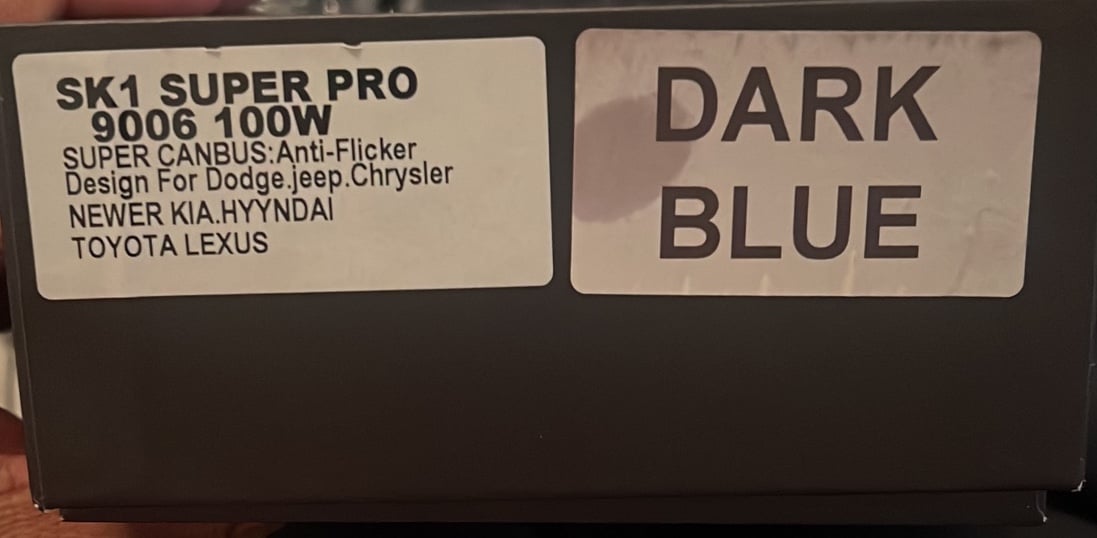 SK1 SUPER PRO
9006 100W
SUPER CANBUS:Anti-Flicker
Design For Dodge.jeep.Chrysler
NEWER KIA.HYYNDAI
TOYOTA LEXUS
DARK
BLUE